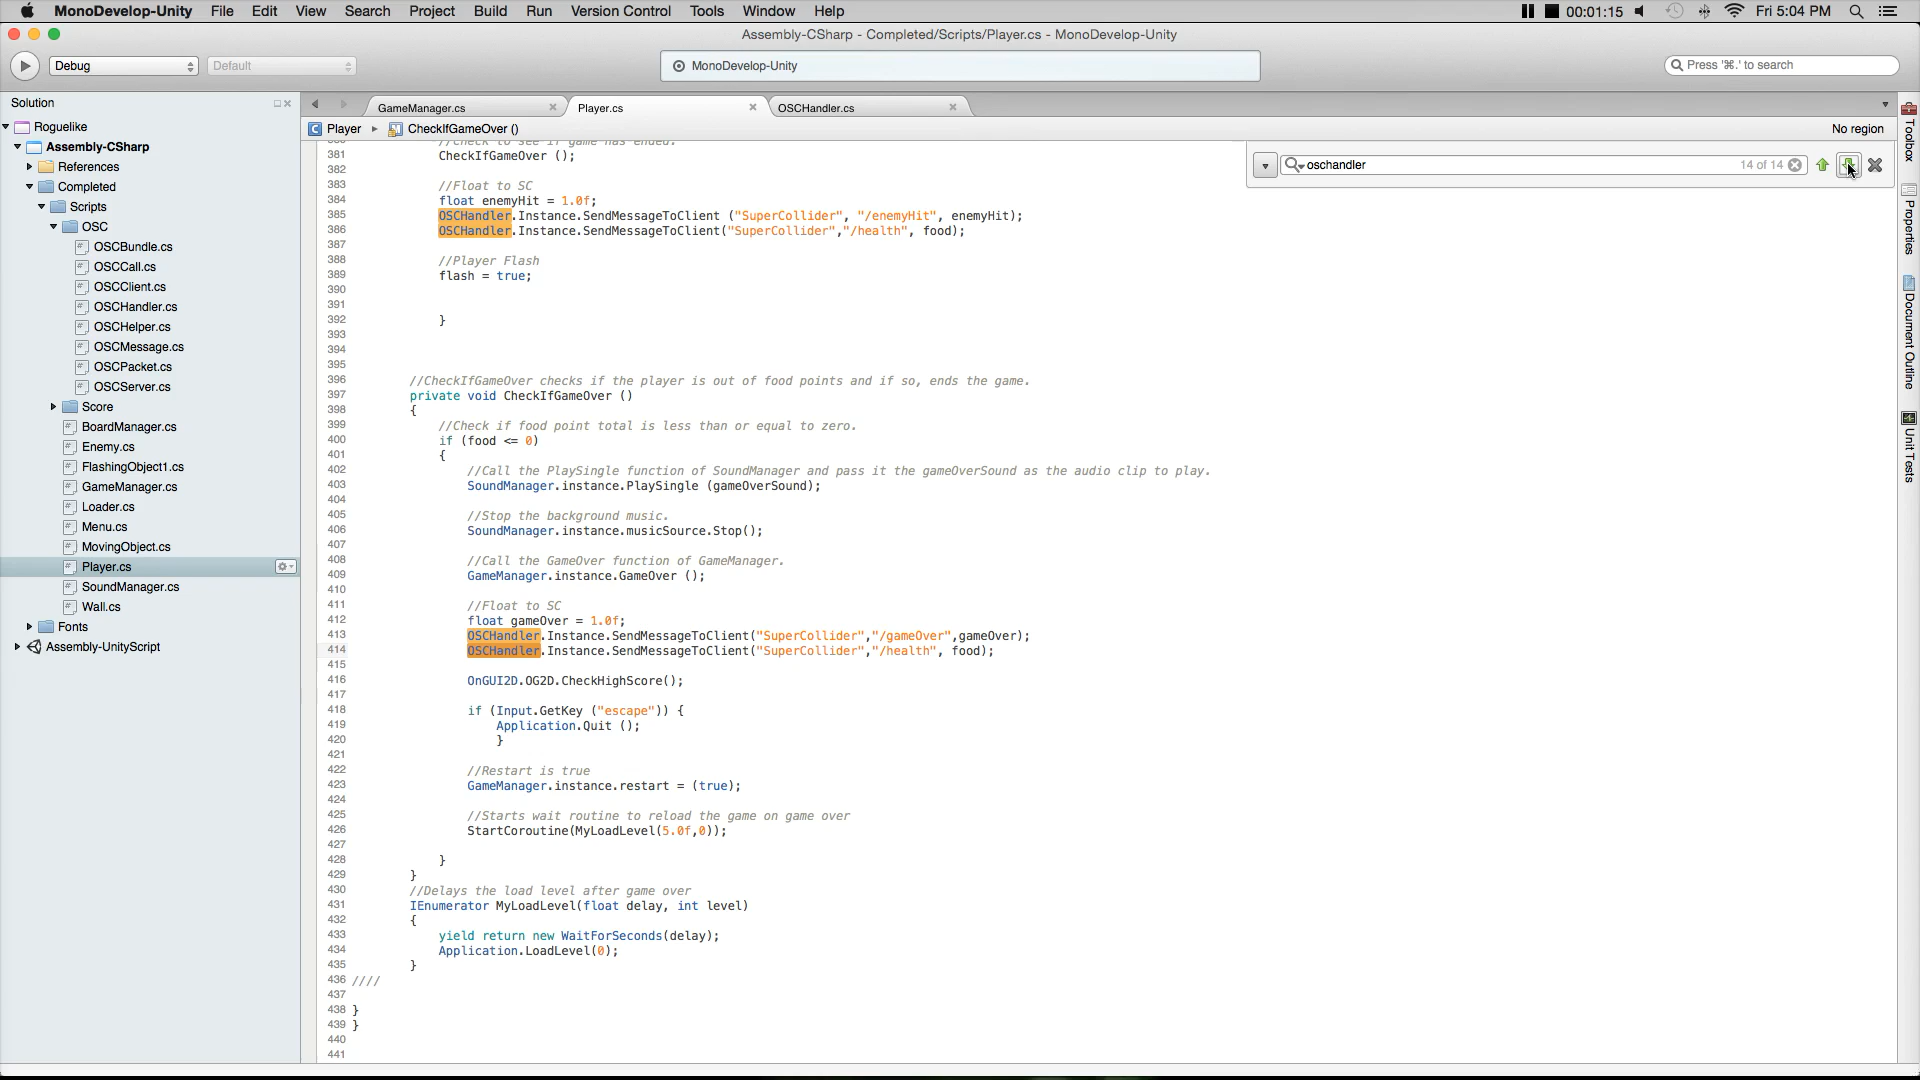 MonoDevelop-Unity File Edit View Search Project Build Run Version Control Tools Window Help 00:01:15 Fri 5:04 PM
Assembly-CSharp - Completed/Scripts/Player.cs - MonoDevelop-Unity
Debug Default MonoDevelop-Unity Press '⌘.' to search
Solution GameManager.cs Player.cs OSCHandler.cs
Player CheckIfGameOver () No region
oschandler 14 of 14
Roguelike
Assembly-CSharp
References
Completed
Scripts
OSC
OSCBundle.cs
OSCCall.cs
OSCClient.cs
OSCHandler.cs
OSCHelper.cs
OSCMessage.cs
OSCPacket.cs
OSCServer.cs
Score
BoardManager.cs
Enemy.cs
FlashingObject1.cs
GameManager.cs
Loader.cs
Menu.cs
MovingObject.cs
Player.cs
SoundManager.cs
Wall.cs
Fonts
Assembly-UnityScript
380 //Check to see if game has ended.
381 CheckIfGameOver ();
382
383 //Float to SC
384 float enemyHit = 1.0f;
385 OSCHandler.Instance.SendMessageToClient ("SuperCollider", "/enemyHit", enemyHit);
386 OSCHandler.Instance.SendMessageToClient("SuperCollider","/health", food);
387
388 //Player Flash
389 flash = true;
390
391
392 }
393
394
395
396 //CheckIfGameOver checks if the player is out of food points and if so, ends the game.
397 private void CheckIfGameOver ()
398 {
399 //Check if food point total is less than or equal to zero.
400 if (food <= 0)
401 {
402 //Call the PlaySingle function of SoundManager and pass it the gameOverSound as the audio clip to play.
403 SoundManager.instance.PlaySingle (gameOverSound);
404
405 //Stop the background music.
406 SoundManager.instance.musicSource.Stop();
407
408 //Call the GameOver function of GameManager.
409 GameManager.instance.GameOver ();
410
411 //Float to SC
412 float gameOver = 1.0f;
413 OSCHandler.Instance.SendMessageToClient("SuperCollider","/gameOver",gameOver);
414 OSCHandler.Instance.SendMessageToClient("SuperCollider","/health", food);
415
416 OnGUI2D.OG2D.CheckHighScore();
417
418 if (Input.GetKey ("escape")) {
419 Application.Quit ();
420 }
421
422 //Restart is true
423 GameManager.instance.restart = (true);
424
425 //Starts wait routine to reload the game on game over
426 StartCoroutine(MyLoadLevel(5.0f,0));
427
428 }
429 }
430 //Delays the load level after game over
431 IEnumerator MyLoadLevel(float delay, int level)
432 {
433 yield return new WaitForSeconds(delay);
434 Application.LoadLevel(0);
435 }
436 ////
437
438 }
439 }
440
441
Toolbox
Properties
Document Outline
Unit Tests